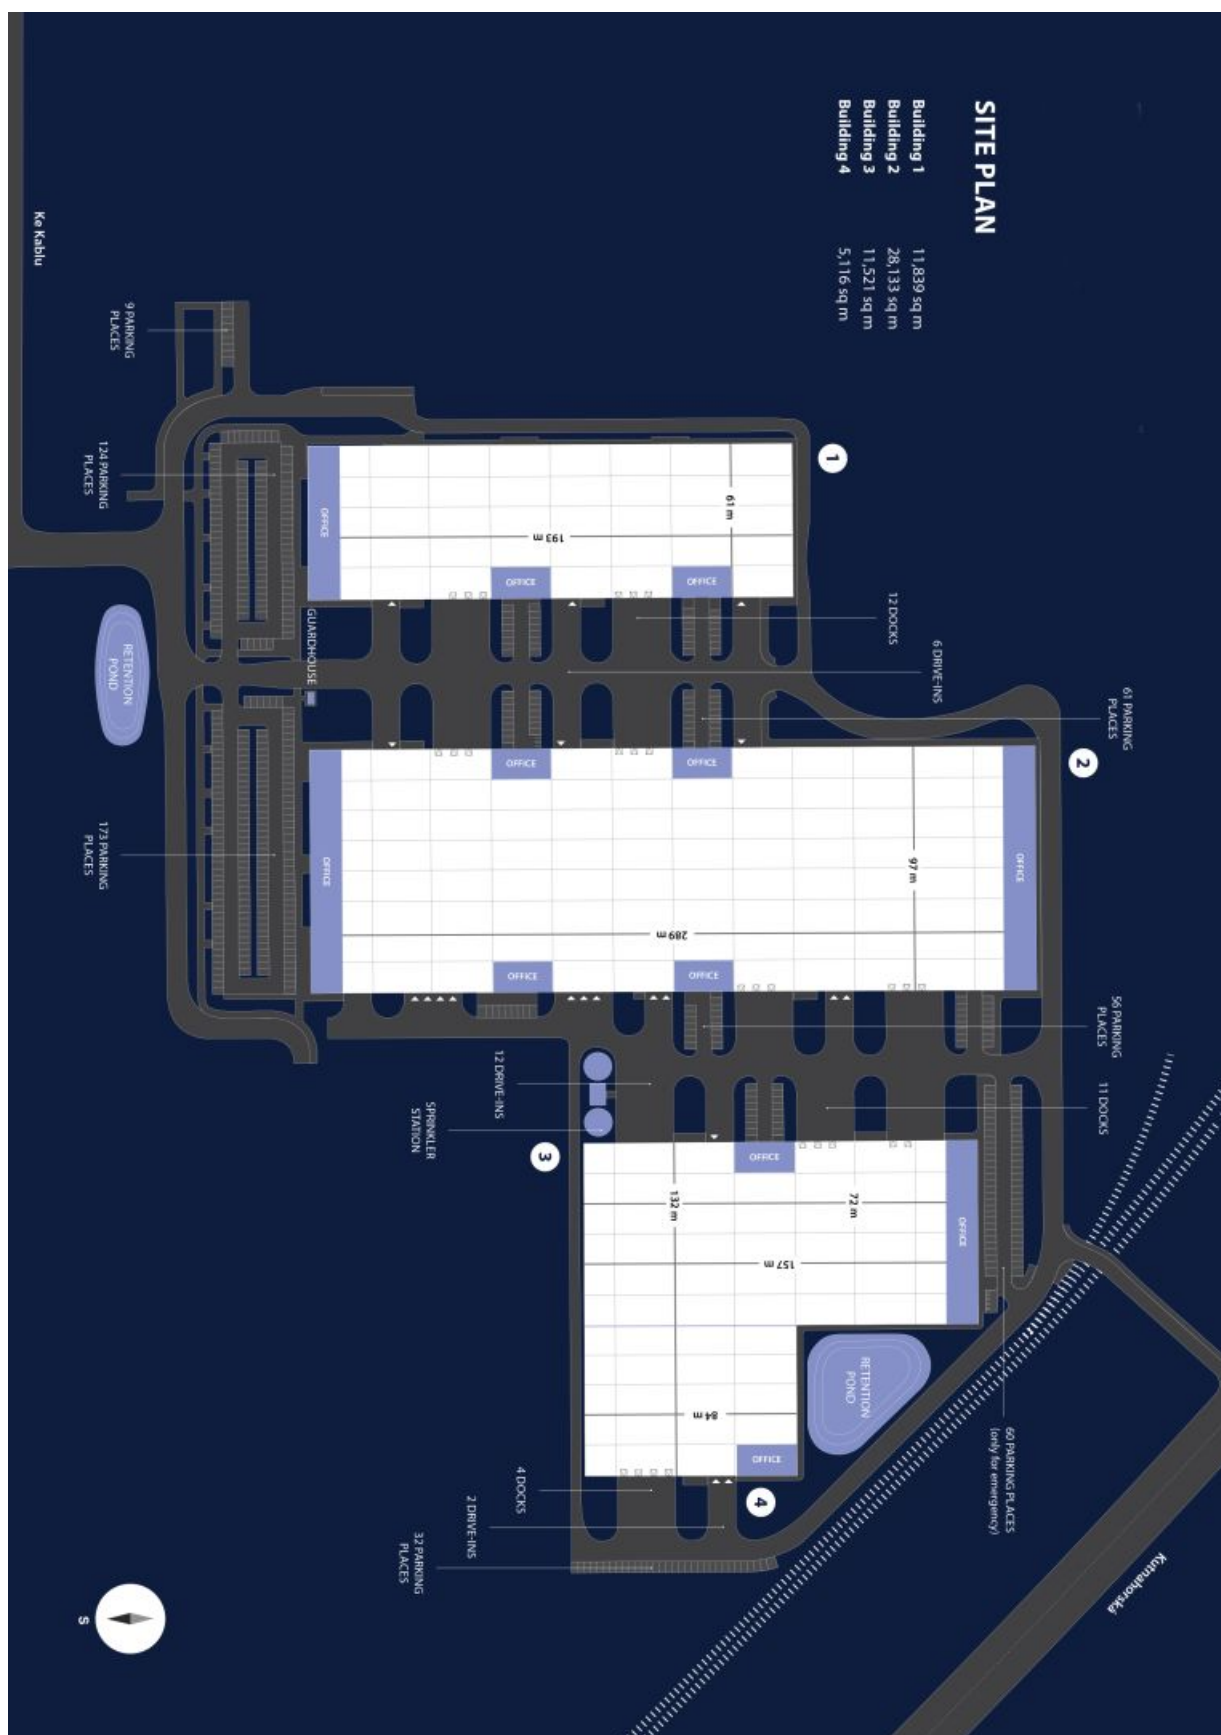 SITE PLAN
Building 1 11,839 sq m
Building 2 28,133 sq m
Building 3 11,521 sq m
Building 4 5,116 sq m
Ke Kablu
9 PARKING
PLACES
124 PARKING
PLACES
1
61 m
193 m
OFFICE
OFFICE
OFFICE
12 DOCKS
GUARDHOUSE
6 DRIVE-INS
RETENTION
POND
61 PARKING
PLACES
2
OFFICE
OFFICE
OFFICE
OFFICE
97 m
289 m
173 PARKING
PLACES
OFFICE
OFFICE
56 PARKING
PLACES
12 DRIVE-INS
11 DOCKS
SPRINKLER
STATION
3
OFFICE
132 m
72 m
OFFICE
157 m
RETENTION
POND
84 m
OFFICE
60 PARKING PLACES
(only for emergency)
4 DOCKS
4
2 DRIVE-INS
32 PARKING
PLACES
Kutnahorská
S